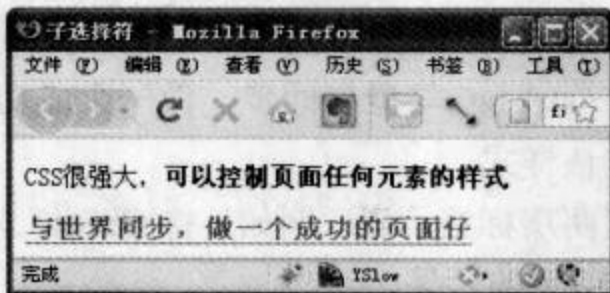 子选择符 - Mozilla Firefox
文件 (F) 编辑 (E) 查看 (V) 历史 (S) 书签 (B) 工具 (T)
fi
CSS很强大，可以控制页面任何元素的样式
与世界同步，做一个成功的页面仔
完成 YSlow